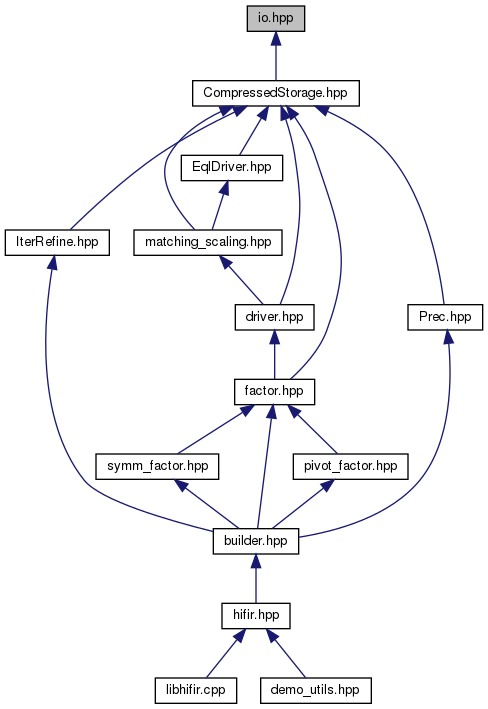 io.hpp
CompressedStorage.hpp
EqlDriver.hpp
IterRefine.hpp
matching_scaling.hpp
driver.hpp
Prec.hpp
factor.hpp
symm_factor.hpp
pivot_factor.hpp
builder.hpp
hifir.hpp
libhifir.cpp
demo_utils.hpp